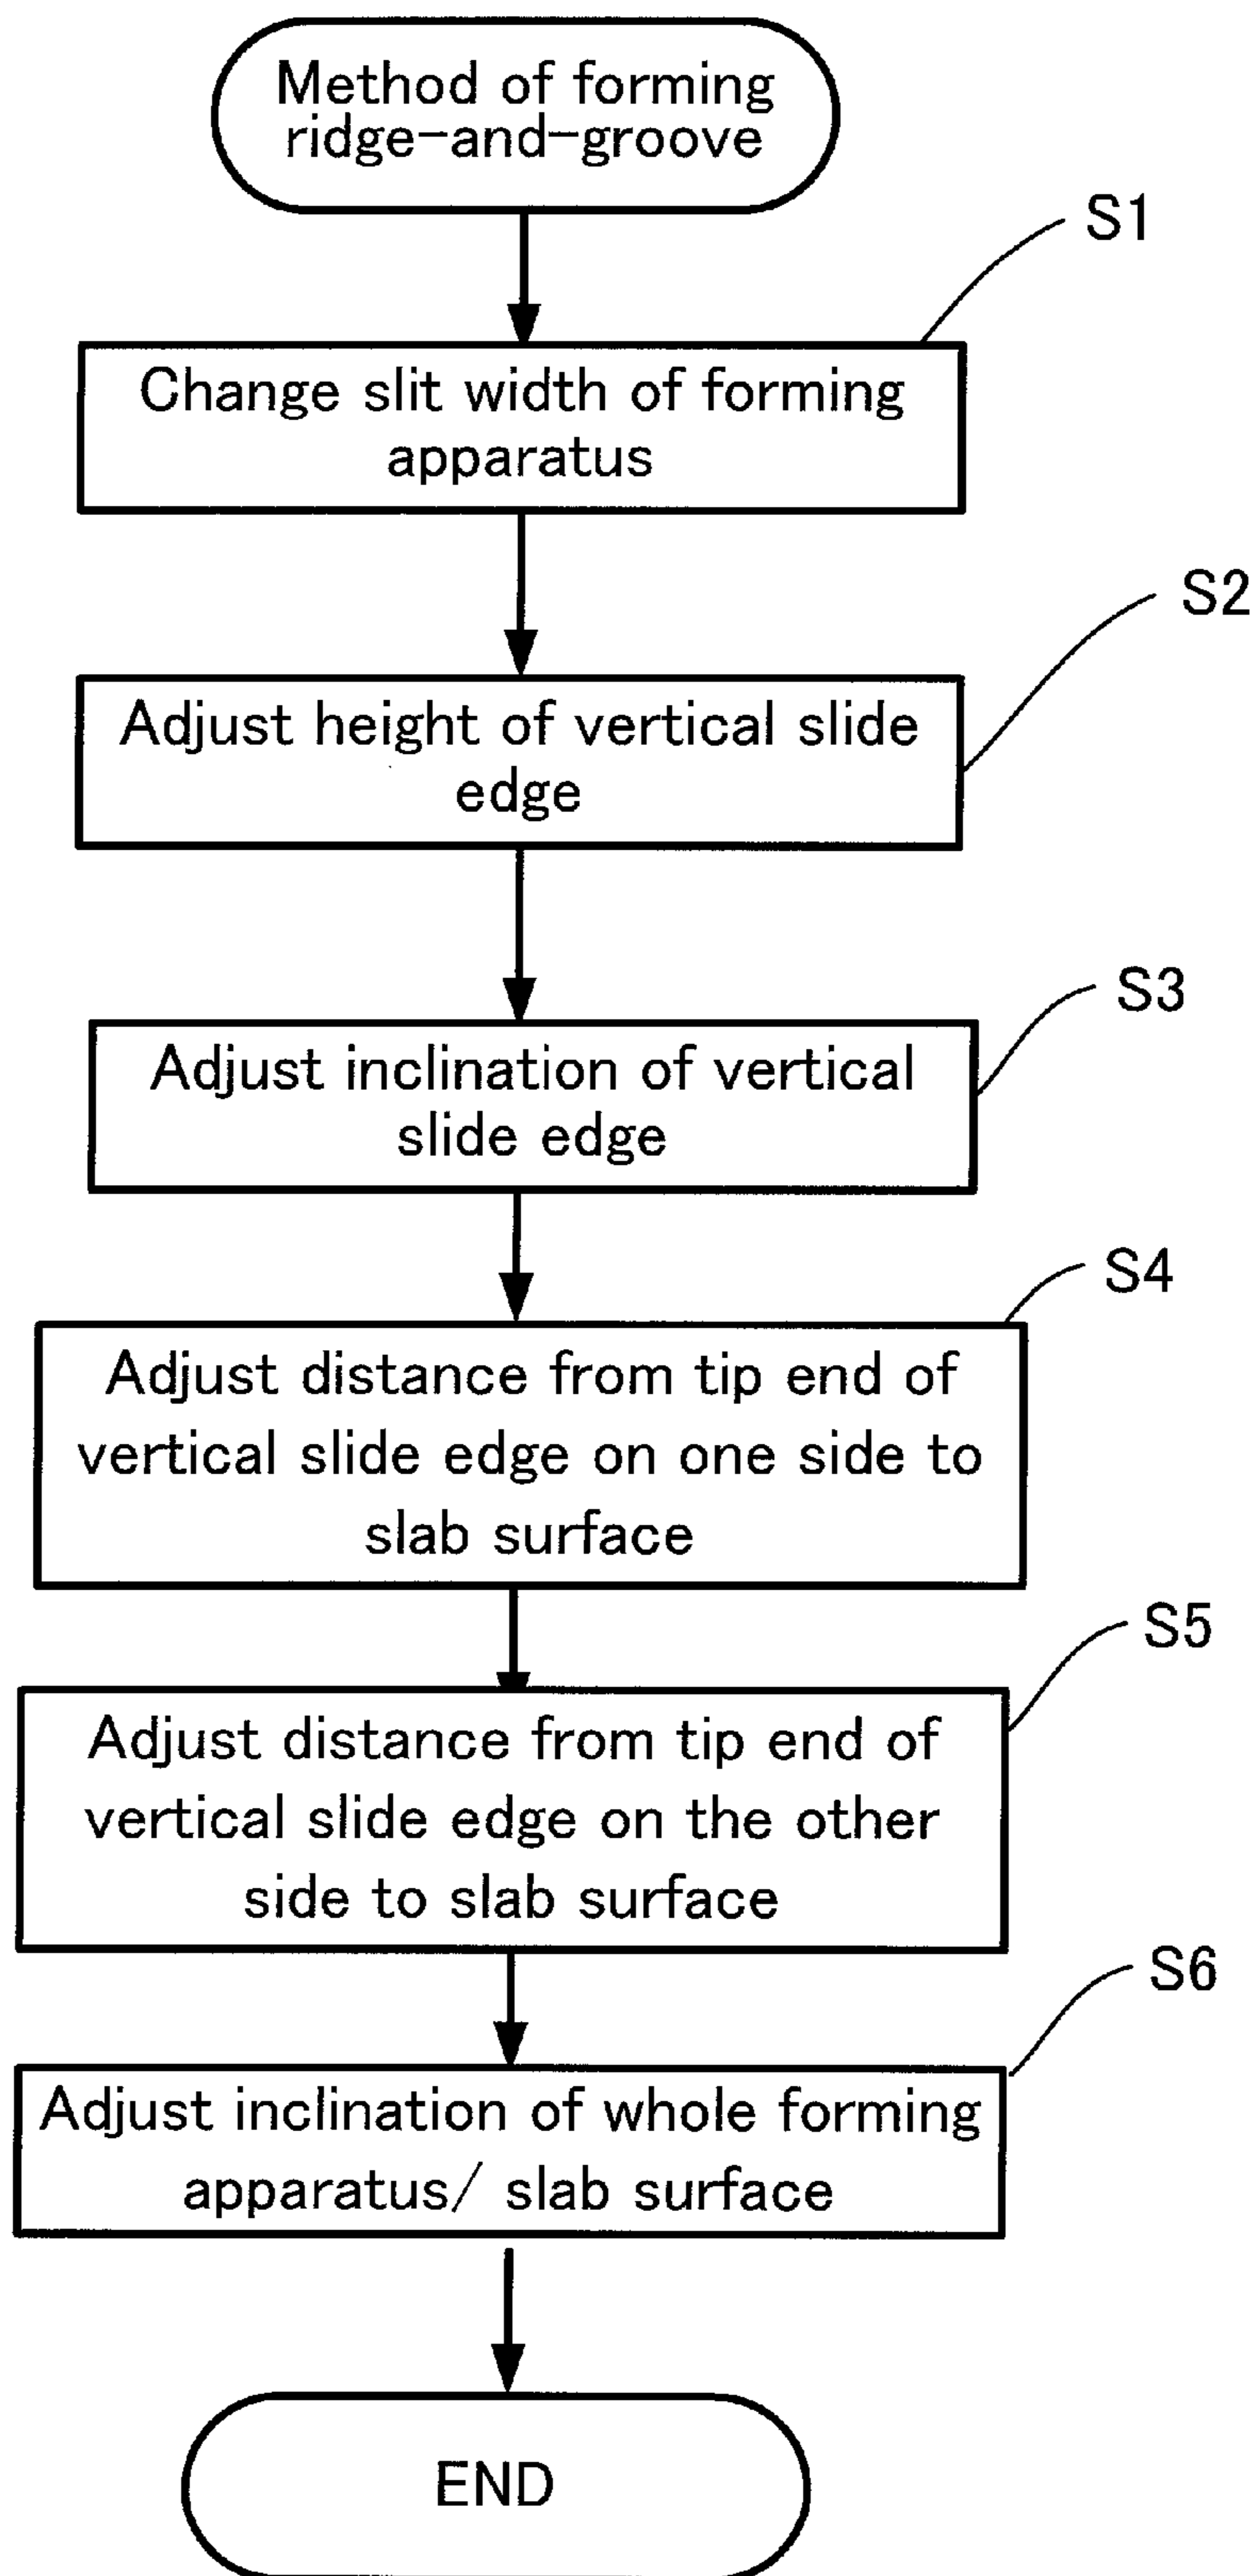 Method of forming
ridge-and-groove
S1
Change slit width of forming
apparatus
S2
Adjust height of vertical slide
edge
S3
Adjust inclination of vertical
slide edge
S4
Adjust distance from tip end of
vertical slide edge on one side to
slab surface
S5
Adjust distance from tip end of
vertical slide edge on the other
side to slab surface
S6
Adjust inclination of whole forming
apparatus/ slab surface
END